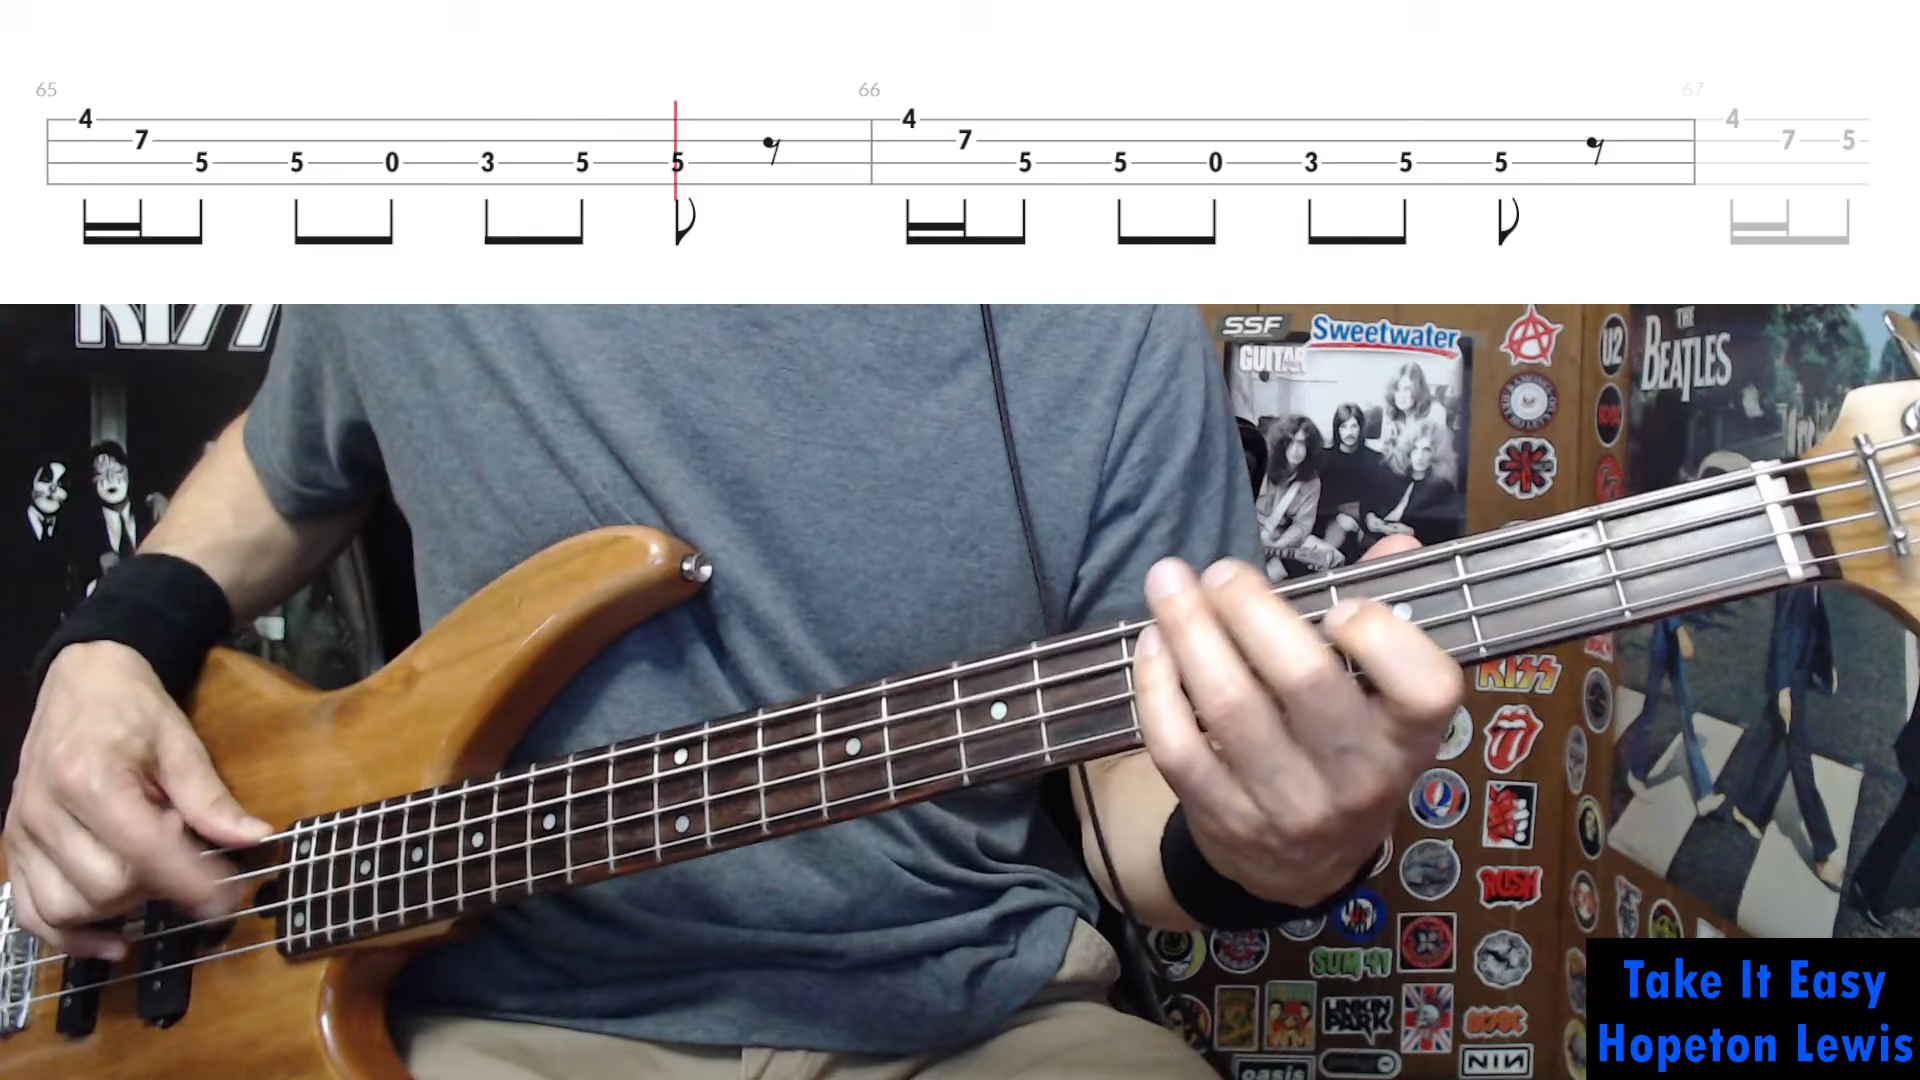 65 66 67
4 4 4
7 7 7 5
5 5 0 3 5 5 5 5 0 3 5 5
KISS
SSF
Sweetwater
GUITAR
U2
THE
BEATLES
KISS
RUSH
SUM 41
LINKIN
PARK
AC/DC
oasis
NIN
Take It Easy
Hopeton Lewis